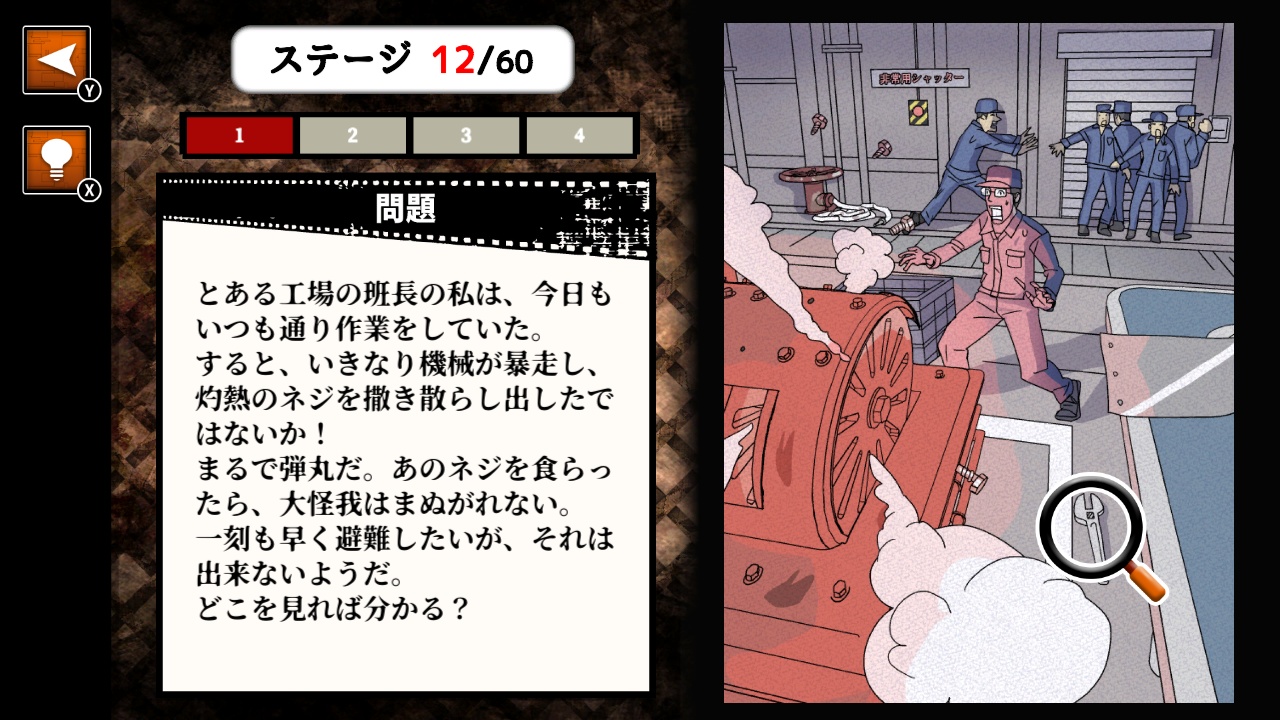 Y
X
ステージ 12/60
1 2 3 4
問題
とある工場の班長の私は、今日も
いつも通り作業をしていた。
すると、いきなり機械が暴走し、
灼熱のネジを撒き散らし出したで
はないか！
まるで弾丸だ。あのネジを食らっ
たら、大怪我はまぬがれない。
一刻も早く避難したいが、それは
出来ないようだ。
どこを見れば分かる？
非常用シャッター